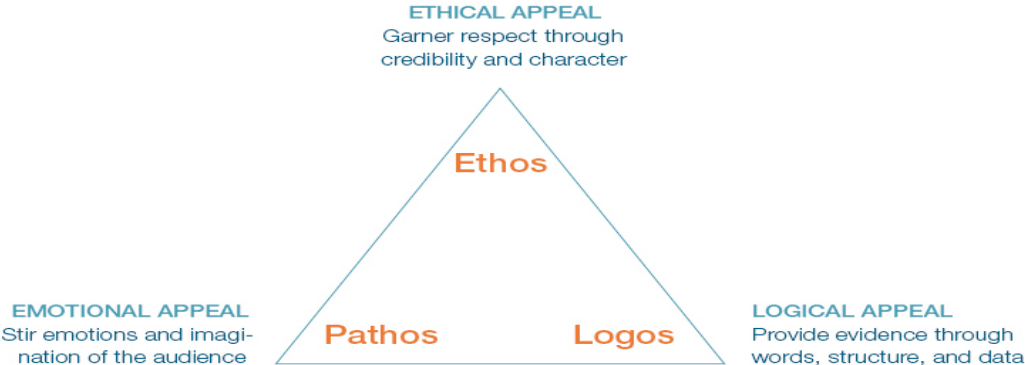 ETHICAL APPEAL
Garner respect through
credibility and character
Ethos
EMOTIONAL APPEAL
Stir emotions and imagi-
nation of the audience
Pathos
Logos
LOGICAL APPEAL
Provide evidence through
words, structure, and data